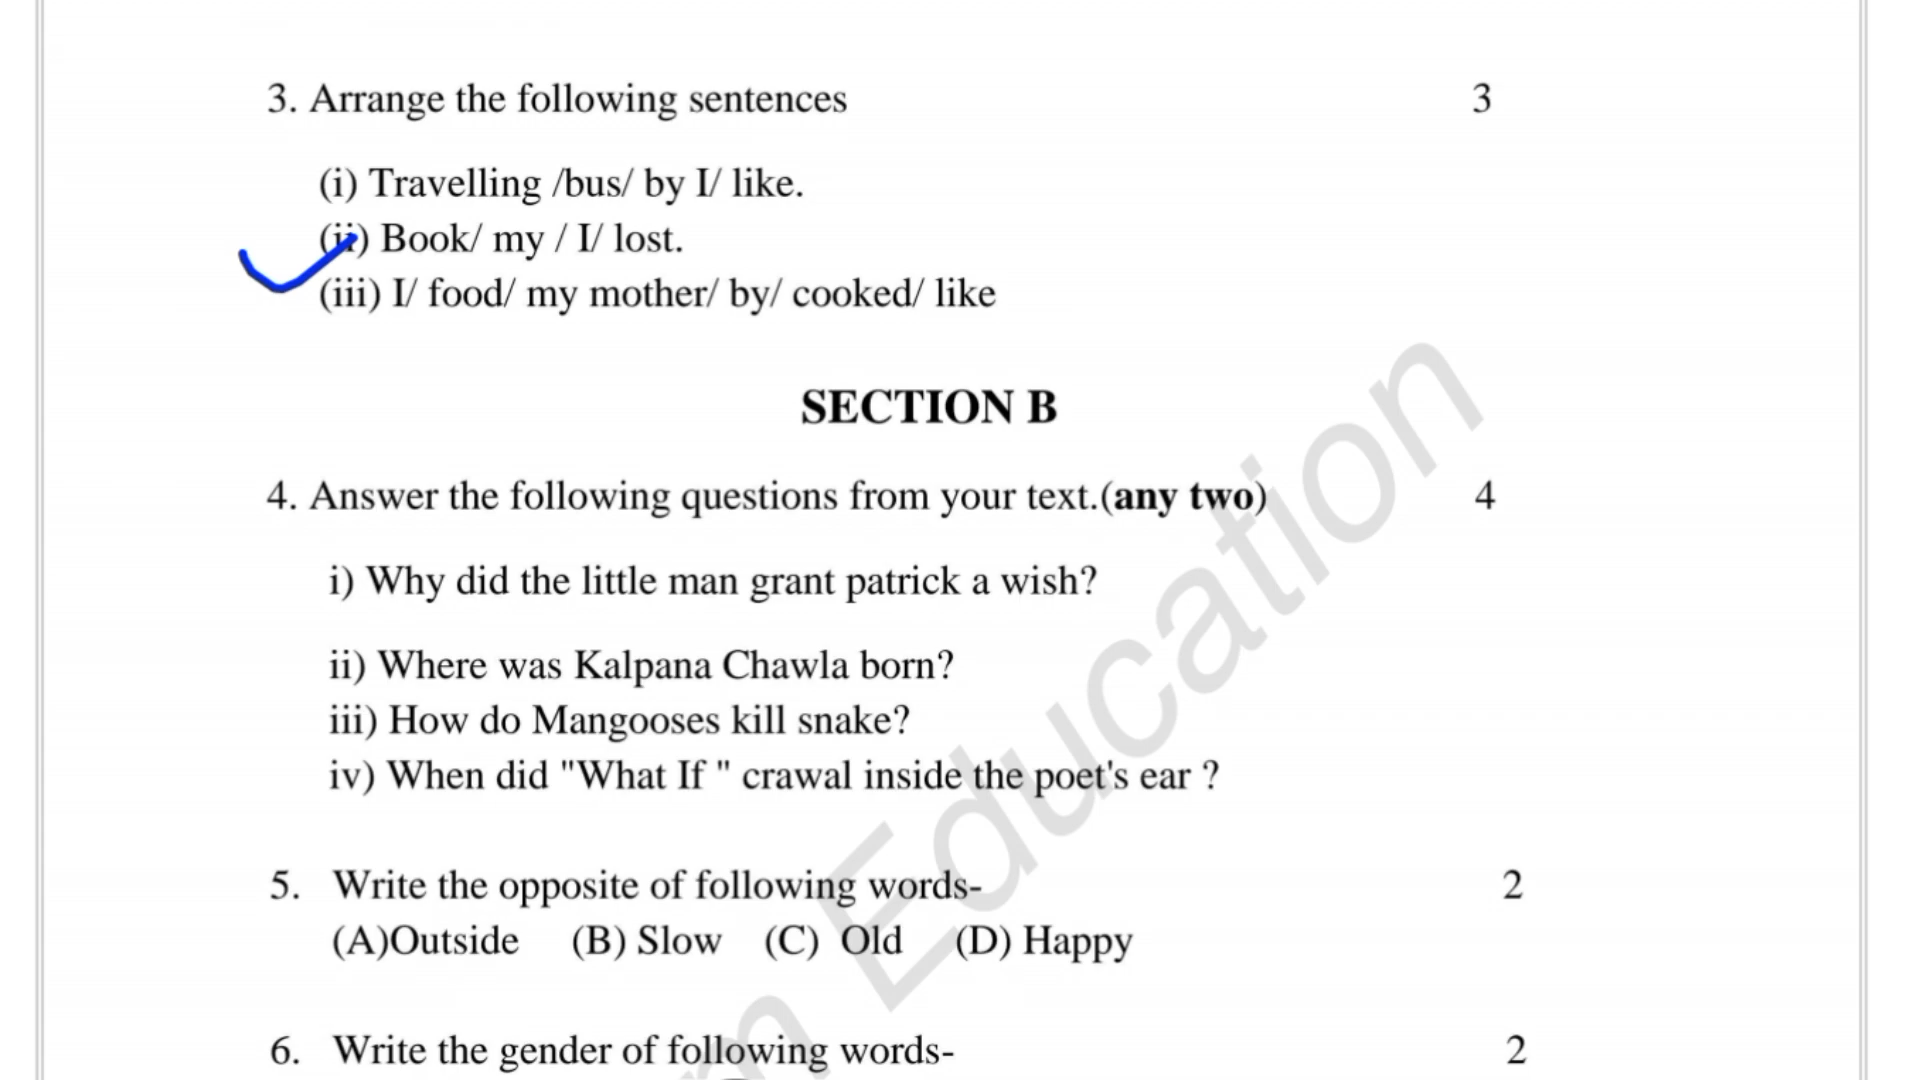 3. Arrange the following sentences 3
(i) Travelling /bus/ by I/ like.
(ii) Book/ my / I/ lost.
(iii) I/ food/ my mother/ by/ cooked/ like
SECTION B
4. Answer the following questions from your text.(any two) 4
i) Why did the little man grant patrick a wish?
ii) Where was Kalpana Chawla born?
iii) How do Mangooses kill snake?
iv) When did "What If " crawal inside the poet's ear ?
5. Write the opposite of following words- 2
(A)Outside (B) Slow (C) Old (D) Happy
6. Write the gender of following words- 2
Education